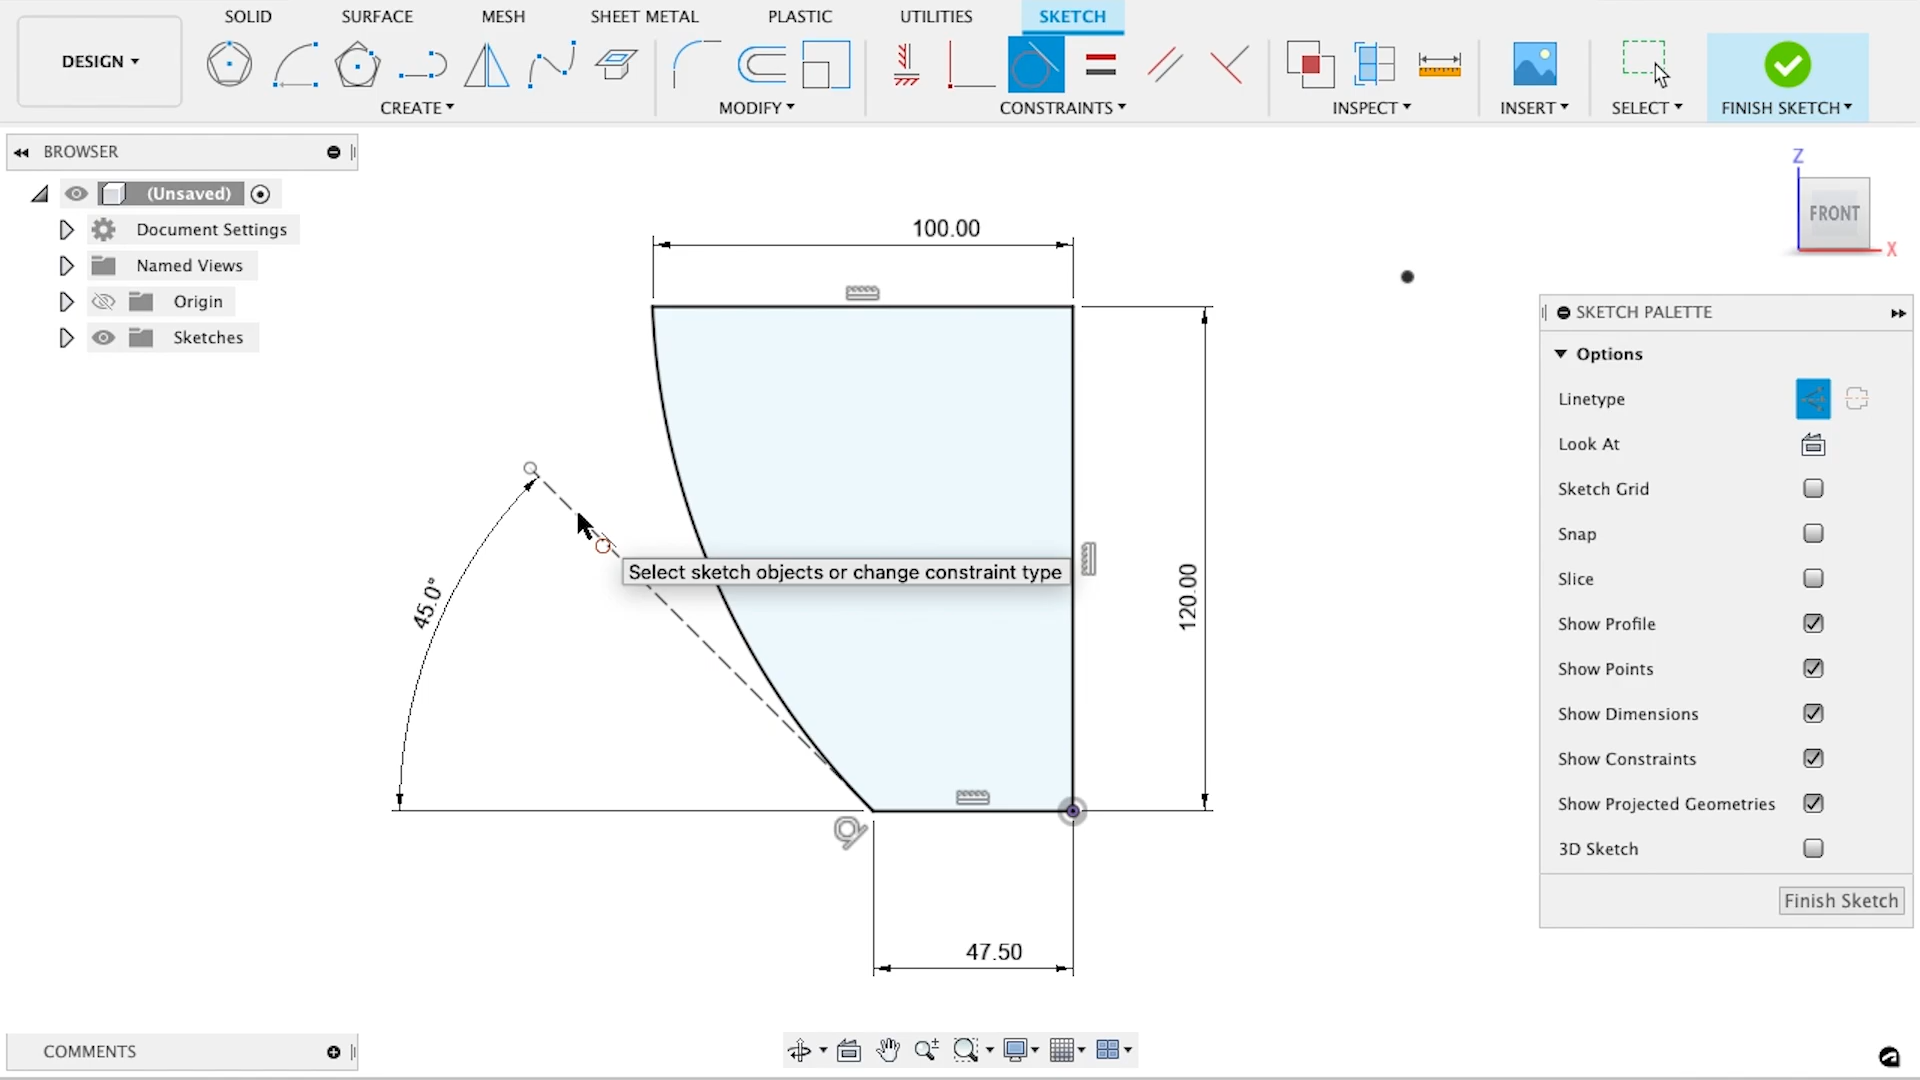 SOLID SURFACE MESH SHEET METAL PLASTIC UTILITIES SKETCH
DESIGN
CREATE MODIFY CONSTRAINTS INSPECT INSERT SELECT FINISH SKETCH
BROWSER
(Unsaved)
Document Settings
Named Views
Origin
Sketches
Z
FRONT
X
100.00
45.0°
Select sketch objects or change constraint type
120.00
47.50
SKETCH PALETTE
Options
Linetype
Look At
Sketch Grid
Snap
Slice
Show Profile
Show Points
Show Dimensions
Show Constraints
Show Projected Geometries
3D Sketch
Finish Sketch
COMMENTS